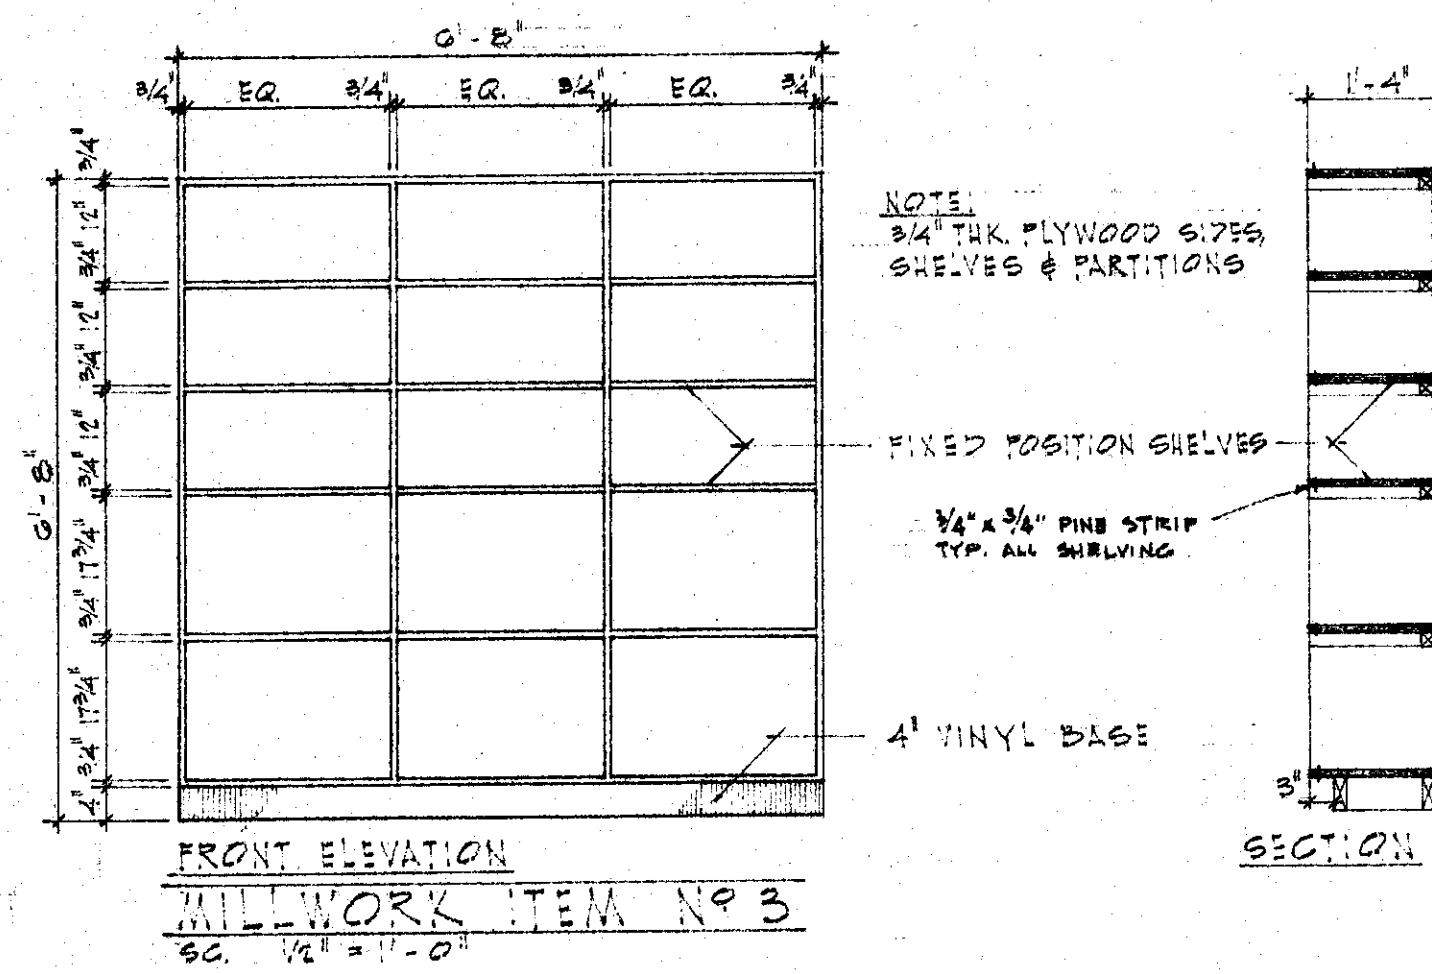 6'-8"
3/4" EQ. 3/4" EQ. 3/4" EQ. 3/4"
1'-4"
3/4"
12"
3/4"
12"
3/4"
12"
3/4"
17 3/4"
3/4"
17 3/4"
3/4"
4"
6'-8"
NOTE:
3/4" THK. PLYWOOD SIDES,
SHELVES & PARTITIONS
FIXED POSITION SHELVES
3/4" x 3/4" PINE STRIP
TYP. ALL SHELVING
4" VINYL BASE
3"
FRONT ELEVATION
SECTION
MILLWORK ITEM Nº 3
SC. 1/2" = 1'-0"